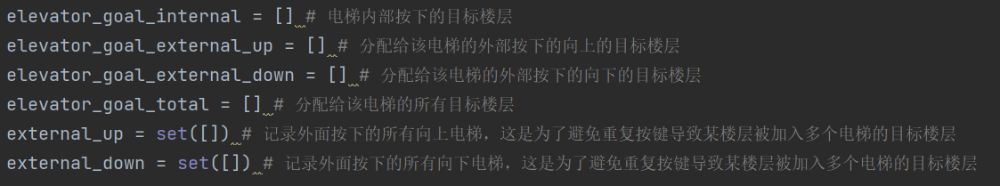 elevator_goal_internal = [] # 电梯内部按下的目标楼层
elevator_goal_external_up = [] # 分配给该电梯的外部按下的向上的目标楼层
elevator_goal_external_down = [] # 分配给该电梯的外部按下的向下的目标楼层
elevator_goal_total = [] # 分配给该电梯的所有目标楼层
external_up = set([]) # 记录外面按下的所有向上电梯，这是为了避免重复按键导致某楼层被加入多个电梯的目标楼层
external_down = set([]) # 记录外面按下的所有向下电梯，这是为了避免重复按键导致某楼层被加入多个电梯的目标楼层